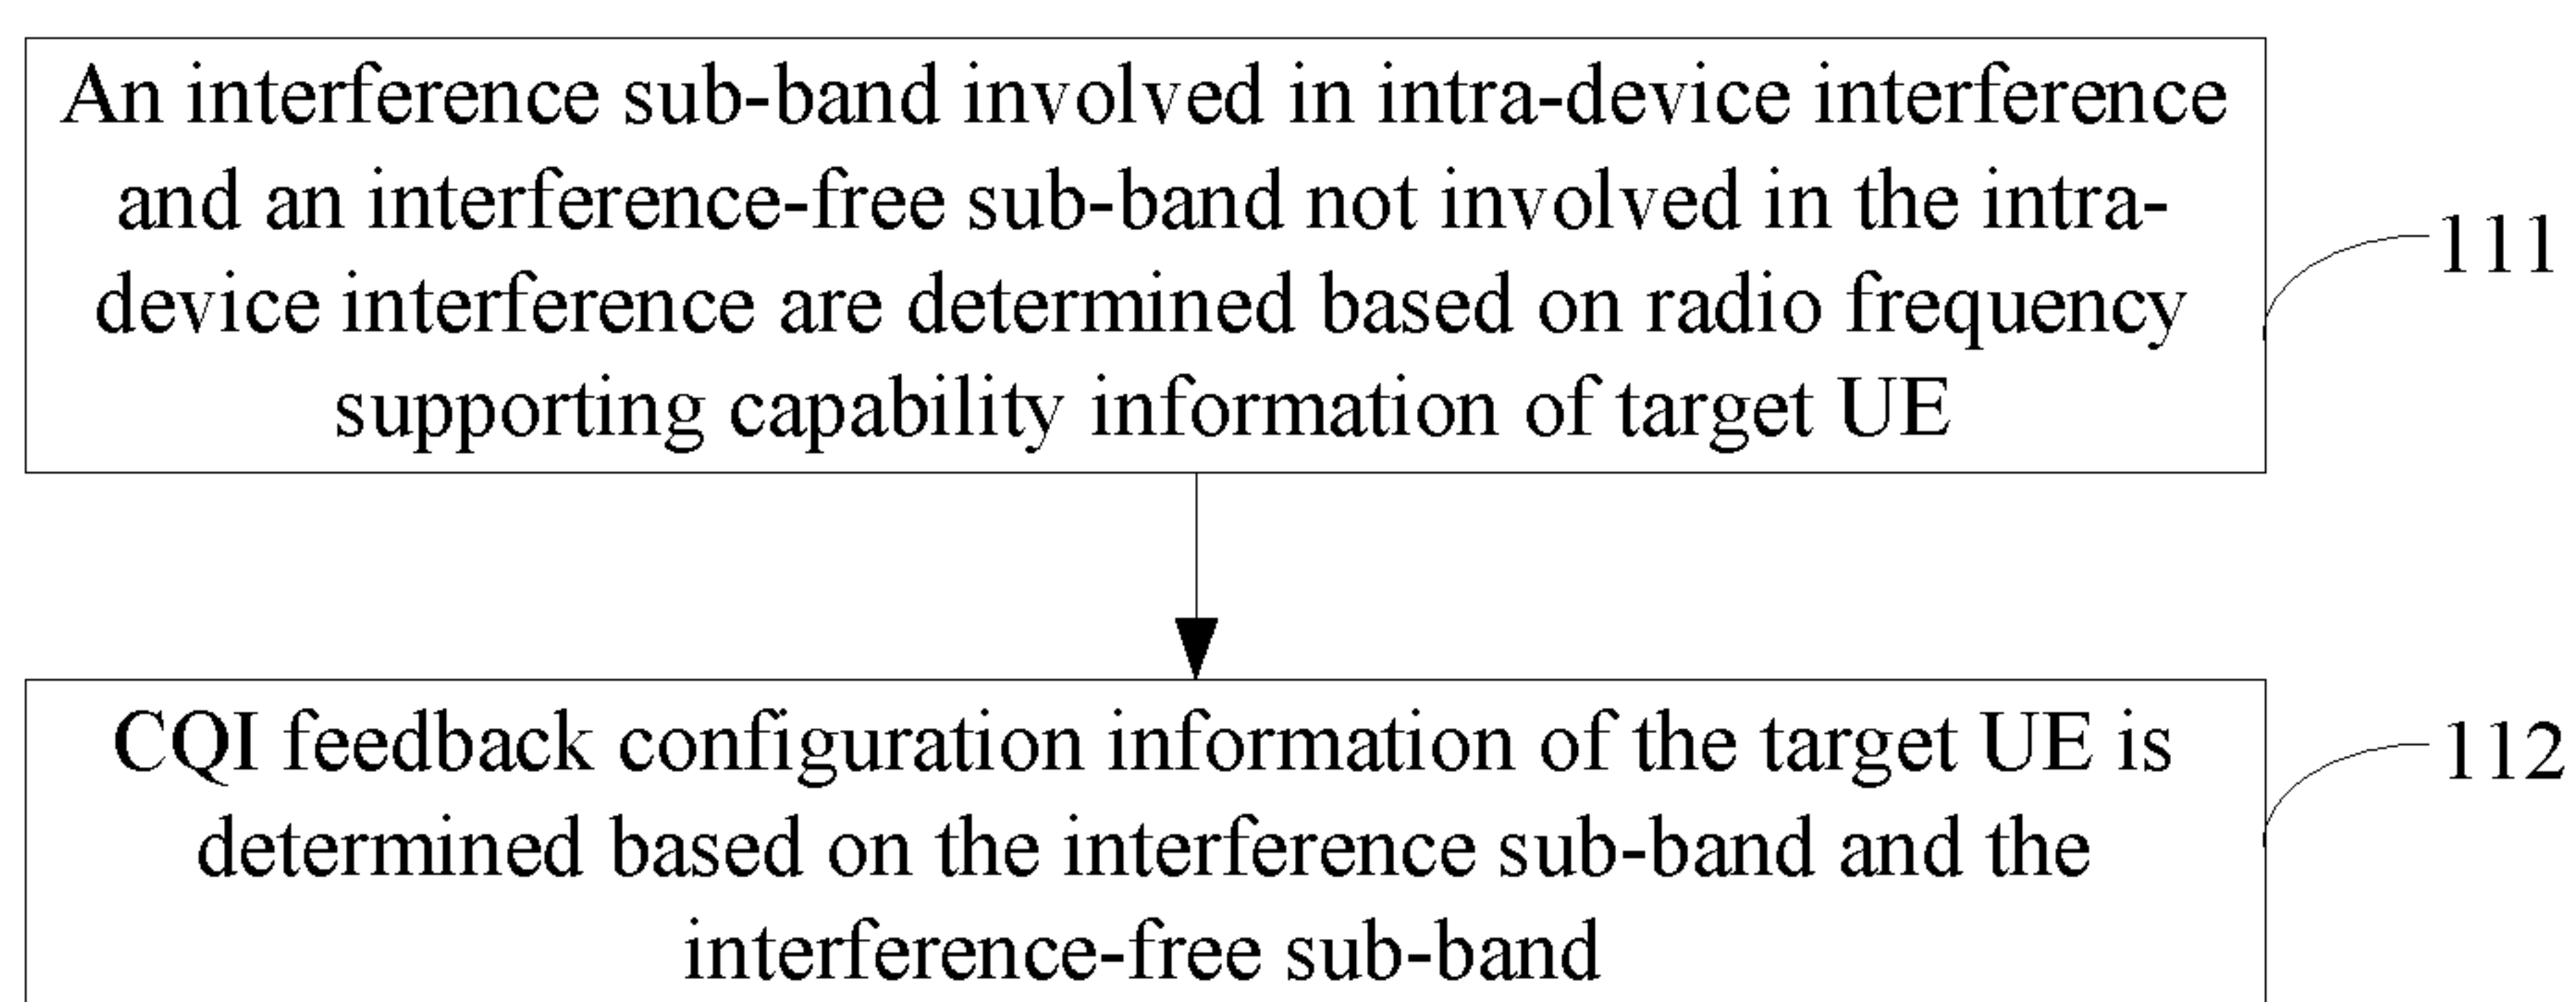 An interference sub-band involved in intra-device interference
and an interference-free sub-band not involved in the intra-
device interference are determined based on radio frequency
supporting capability information of target UE
111
CQI feedback configuration information of the target UE is
determined based on the interference sub-band and the
interference-free sub-band
112